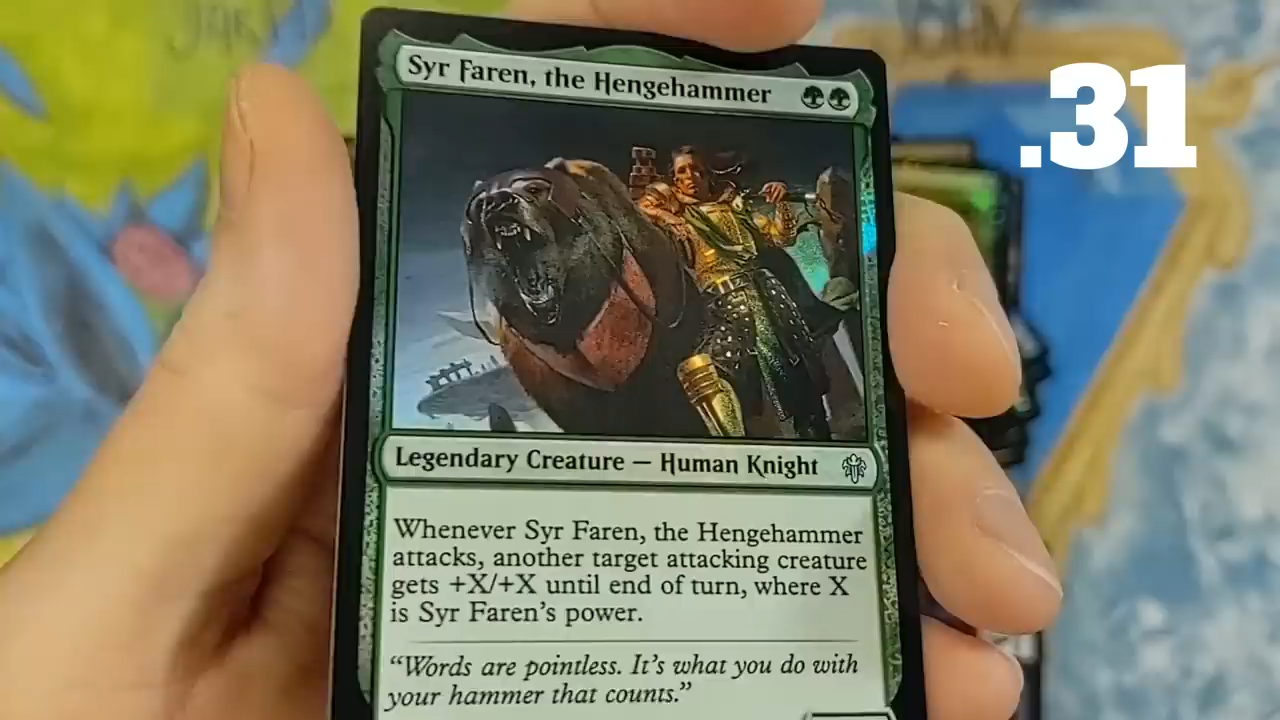 Syr Faren, the Hengehammer
.31
Legendary Creature — Human Knight
Whenever Syr Faren, the Hengehammer
attacks, another target attacking creature
gets +X/+X until end of turn, where X
is Syr Faren's power.
“Words are pointless. It's what you do with
your hammer that counts.”